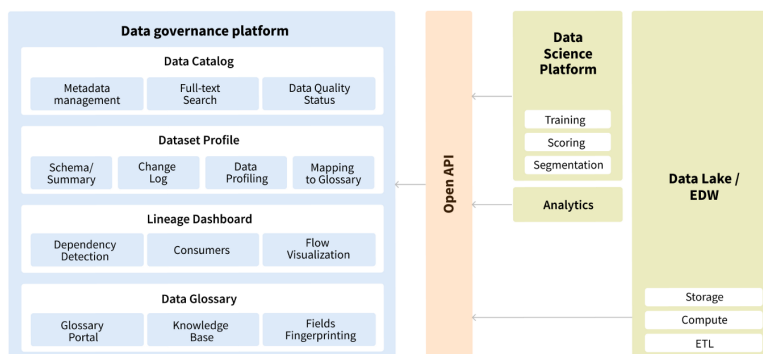 Data governance platform
Data Catalog
Metadata
management
Full-text
Search
Data Quality
Status
Dataset Profile
Schema/
Summary
Change
Log
Data
Profiling
Mapping
to Glossary
Lineage Dashboard
Dependency
Detection
Consumers
Flow
Visualization
Data Glossary
Glossary
Portal
Knowledge
Base
Fields
Fingerprinting
Open API
Data
Science
Platform
Training
Scoring
Segmentation
Analytics
Data Lake /
EDW
Storage
Compute
ETL